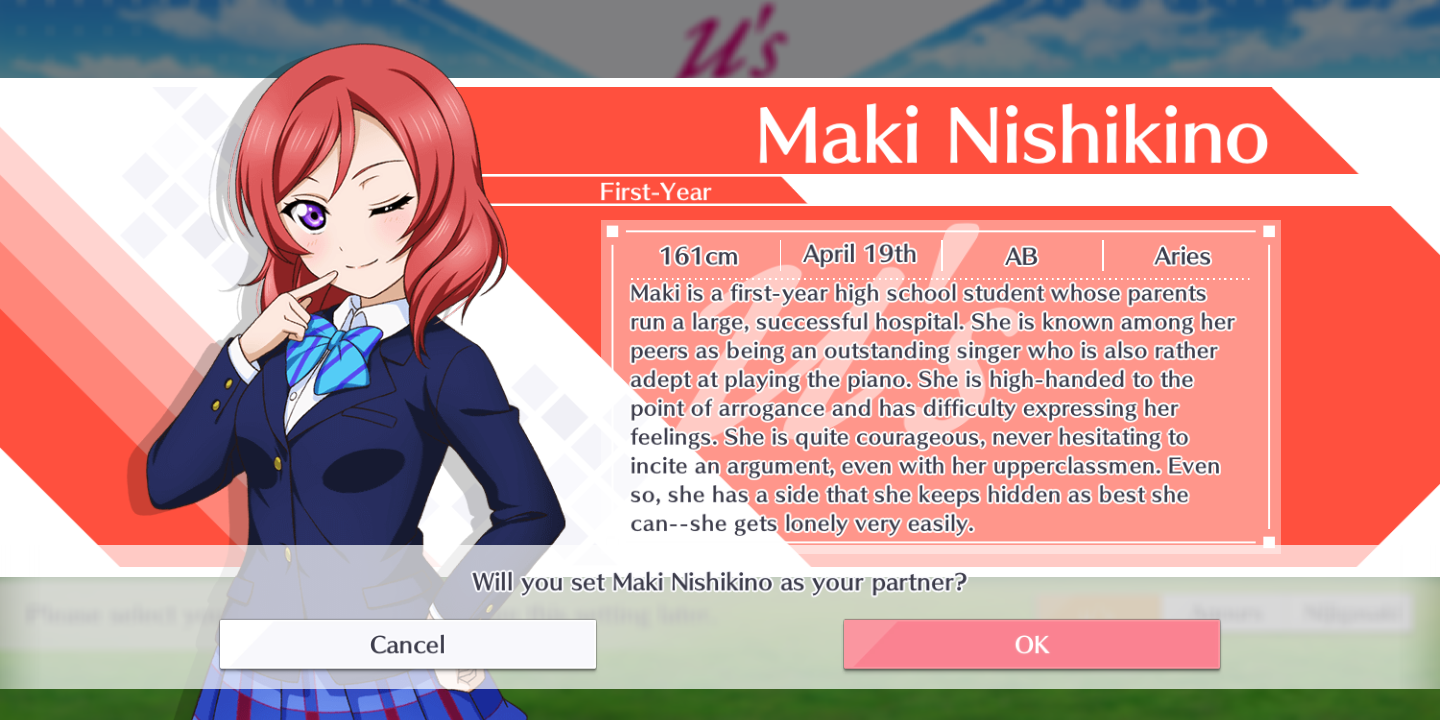 μ's
Maki Nishikino
First-Year
161cm
April 19th
AB
Aries
Maki is a first-year high school student whose parents
run a large, successful hospital. She is known among her
peers as being an outstanding singer who is also rather
adept at playing the piano. She is high-handed to the
point of arrogance and has difficulty expressing her
feelings. She is quite courageous, never hesitating to
incite an argument, even with her upperclassmen. Even
so, she has a side that she keeps hidden as best she
can--she gets lonely very easily.
Will you set Maki Nishikino as your partner?
Please select
this setting later.
Cancel
OK